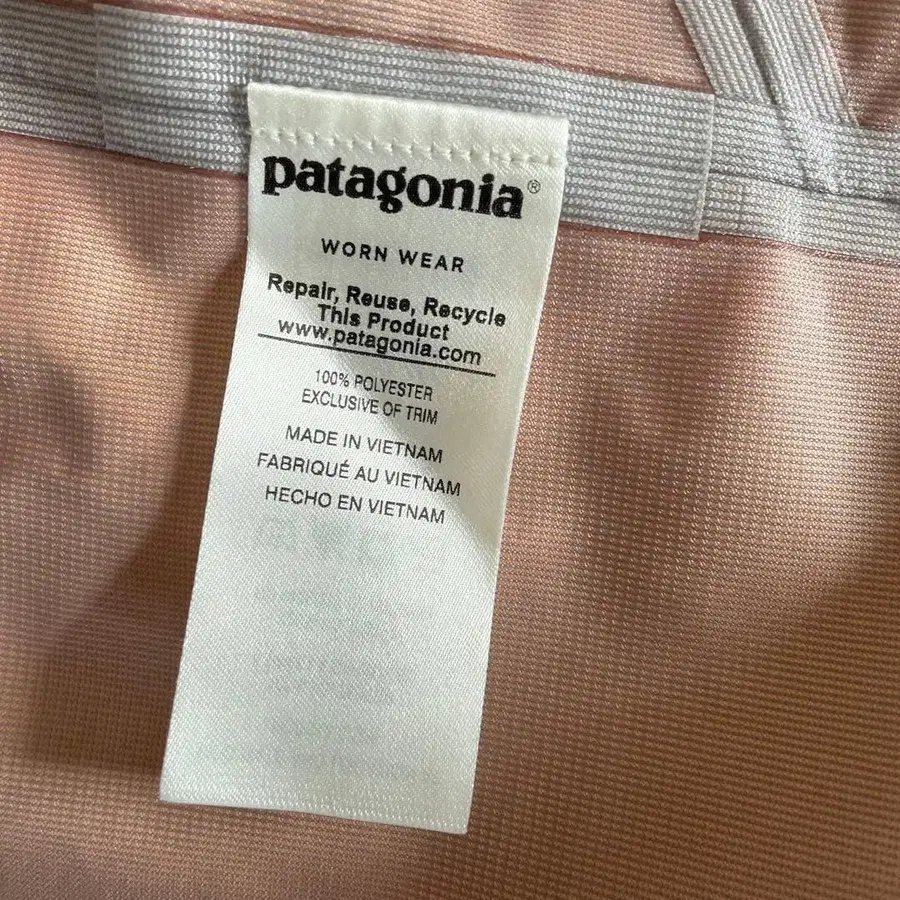 patagonia®
WORN WEAR
Repair, Reuse, Recycle
This Product
www.patagonia.com
100% POLYESTER
EXCLUSIVE OF TRIM
MADE IN VIETNAM
FABRIQUÉ AU VIETNAM
HECHO EN VIETNAM